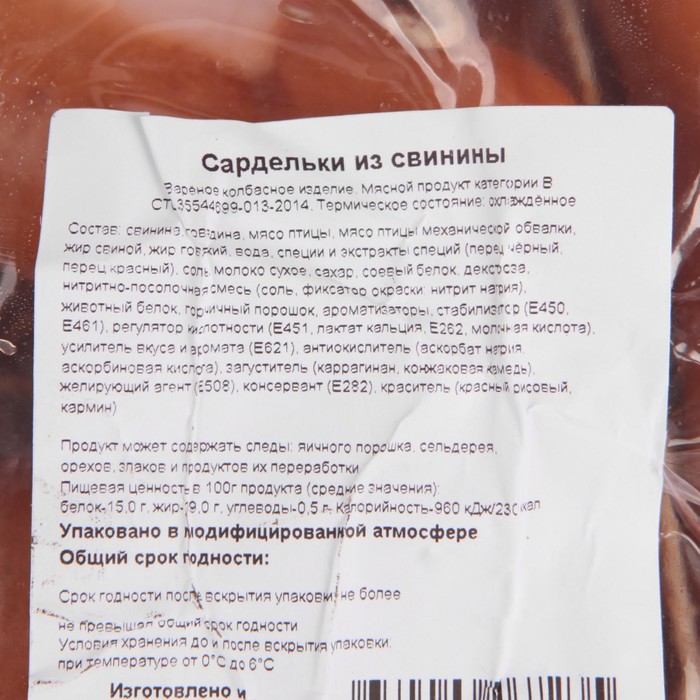 Сардельки из свинины
Вареное колбасное изделие. Мясной продукт категории В
СТО35544699-013-2014. Термическое состояние: охлаждённое
Состав: свинина, говядина, мясо птицы, мясо птицы механической обвалки,
жир свиной, жир говяжий, вода, специи и экстракты специй (перец чёрный,
перец красный), соль, молоко сухое, сахар, соевый белок, декстроза,
нитритно-посолочная смесь (соль, фиксатор окраски: нитрит натрия),
животный белок, горчичный порошок, ароматизаторы, стабилизатор (Е450,
Е461), регулятор кислотности (Е451, лактат кальция, Е262, молочная кислота),
усилитель вкуса и аромата (Е621), антиокислитель (аскорбат натрия,
аскорбиновая кислота), загуститель (каррагинан, конжаковая камедь),
желирующий агент (Е508), консервант (Е282), краситель (красный рисовый,
кармин)
Продукт может содержать следы: яичного порошка, сельдерея,
орехов, злаков и продуктов их переработки
Пищевая ценность в 100г продукта (средние значения):
белок-15,0 г, жир- г, углеводы-0,5 г. Калорийность-960 кДж/230 ккал
Упаковано в модифицированной атмосфере
Общий срок годности:
Срок годности после вскрытия упаковки: не более
не превышая общий срок годности
Условия хранения до и после вскрытия упаковки:
при температуре от 0°С до 6°С
Изготовлено и